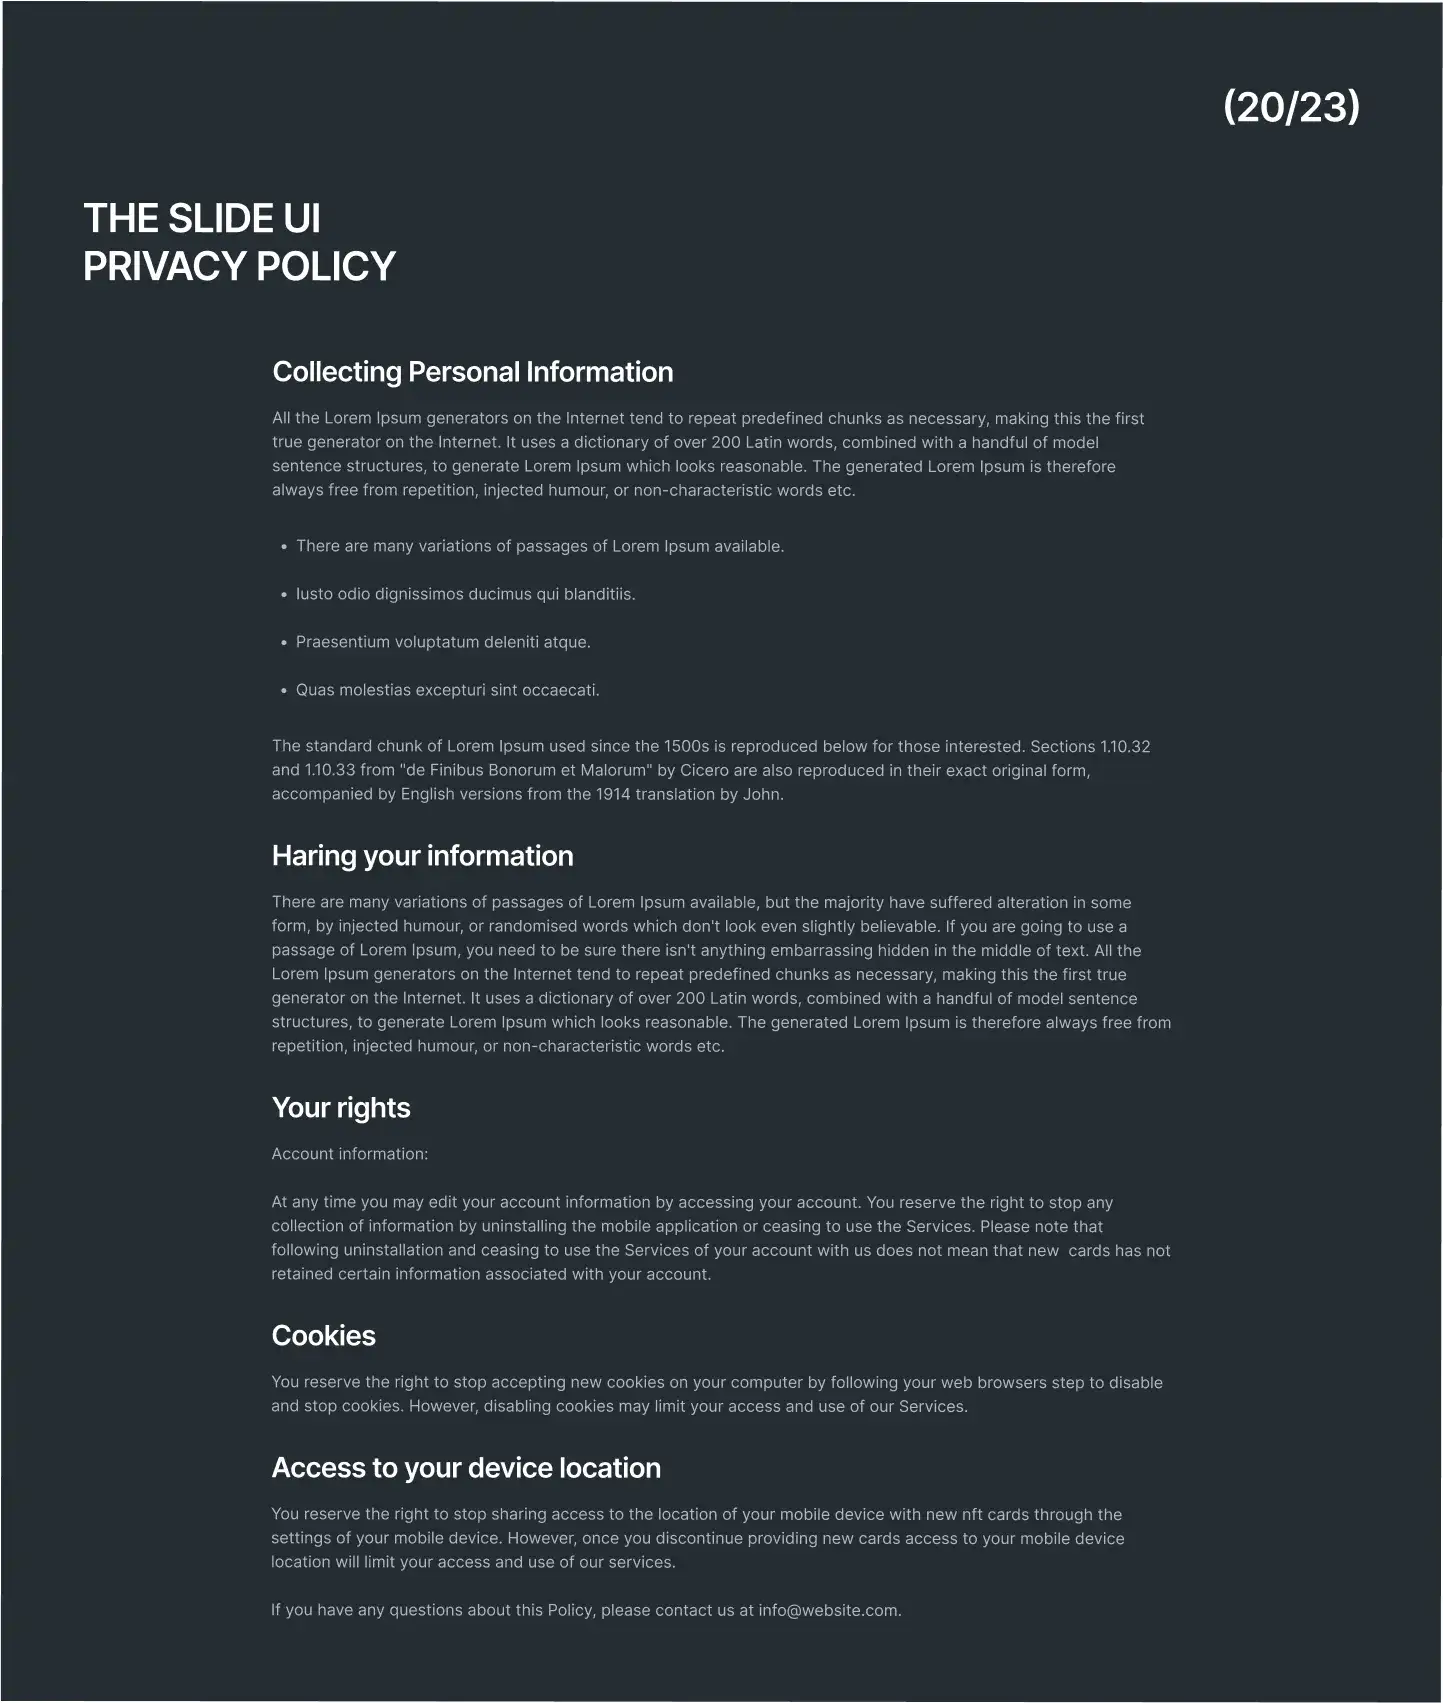 (20/23)
THE SLIDE UI
PRIVACY POLICY
Collecting Personal Information
All the Lorem Ipsum generators on the Internet tend to repeat predefined chunks as necessary, making this the first
true generator on the Internet. It uses a dictionary of over 200 Latin words, combined with a handful of model
sentence structures, to generate Lorem Ipsum which looks reasonable. The generated Lorem Ipsum is therefore
always free from repetition, injected humour, or non-characteristic words etc.
• There are many variations of passages of Lorem Ipsum available.
• Iusto odio dignissimos ducimus qui blanditiis.
• Praesentium voluptatum deleniti atque.
• Quas molestias excepturi sint occaecati.
The standard chunk of Lorem Ipsum used since the 1500s is reproduced below for those interested. Sections 1.10.32
and 1.10.33 from "de Finibus Bonorum et Malorum" by Cicero are also reproduced in their exact original form,
accompanied by English versions from the 1914 translation by John.
Haring your information
There are many variations of passages of Lorem Ipsum available, but the majority have suffered alteration in some
form, by injected humour, or randomised words which don't look even slightly believable. If you are going to use a
passage of Lorem Ipsum, you need to be sure there isn't anything embarrassing hidden in the middle of text. All the
Lorem Ipsum generators on the Internet tend to repeat predefined chunks as necessary, making this the first true
generator on the Internet. It uses a dictionary of over 200 Latin words, combined with a handful of model sentence
structures, to generate Lorem Ipsum which looks reasonable. The generated Lorem Ipsum is therefore always free from
repetition, injected humour, or non-characteristic words etc.
Your rights
Account information:
At any time you may edit your account information by accessing your account. You reserve the right to stop any
collection of information by uninstalling the mobile application or ceasing to use the Services. Please note that
following uninstallation and ceasing to use the Services of your account with us does not mean that new  cards has not
retained certain information associated with your account.
Cookies
You reserve the right to stop accepting new cookies on your computer by following your web browsers step to disable
and stop cookies. However, disabling cookies may limit your access and use of our Services.
Access to your device location
You reserve the right to stop sharing access to the location of your mobile device with new nft cards through the
settings of your mobile device. However, once you discontinue providing new cards access to your mobile device
location will limit your access and use of our services.
If you have any questions about this Policy, please contact us at info@website.com.